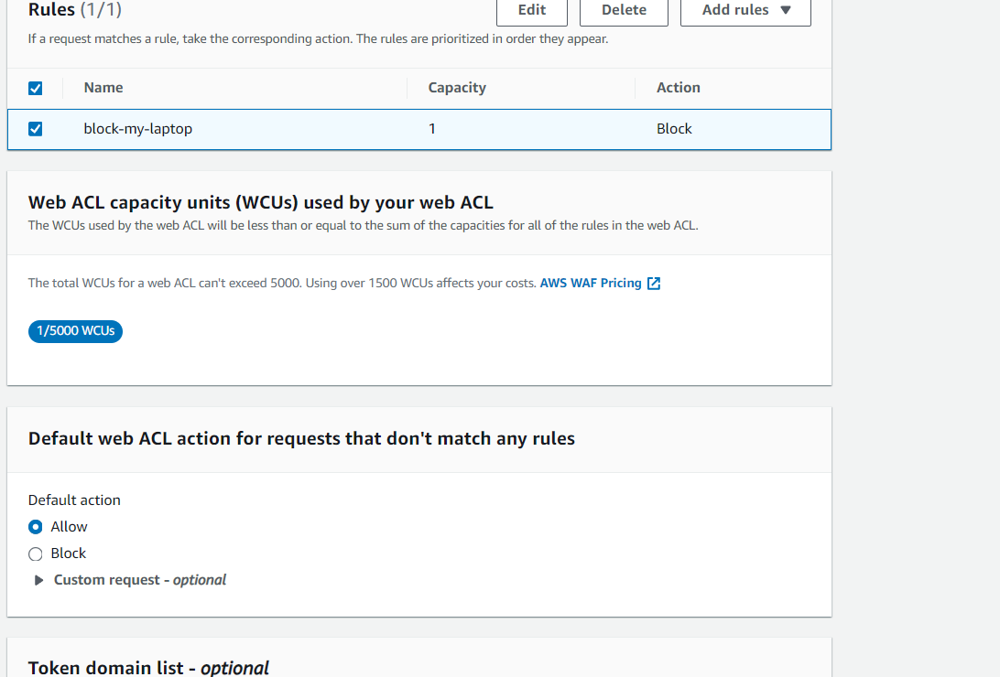 Rules (1/1)
Edit
Delete
Add rules
If a request matches a rule, take the corresponding action. The rules are prioritized in order they appear.
Name
Capacity
Action
block-my-laptop
1
Block
Web ACL capacity units (WCUs) used by your web ACL
The WCUs used by the web ACL will be less than or equal to the sum of the capacities for all of the rules in the web ACL.
The total WCUs for a web ACL can't exceed 5000. Using over 1500 WCUs affects your costs. AWS WAF Pricing
1/5000 WCUs
Default web ACL action for requests that don't match any rules
Default action
Allow
Block
Custom request - optional
Token domain list - optional